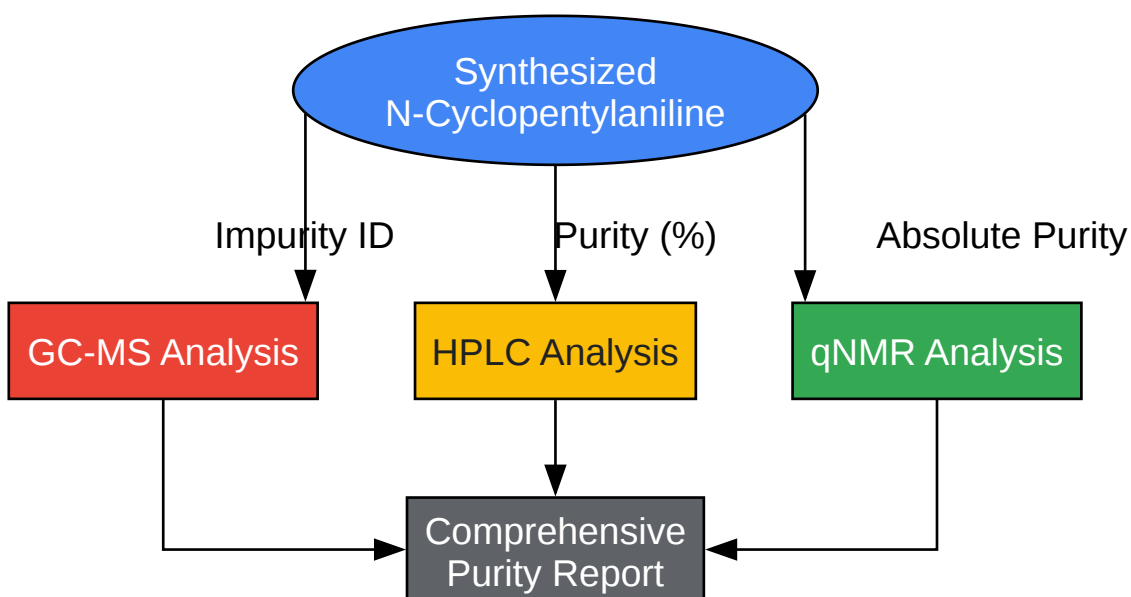 Synthesized
N-Cyclopentylaniline
Impurity ID
Purity (%)
Absolute Purity
GC-MS Analysis
HPLC Analysis
qNMR Analysis
Comprehensive
Purity Report